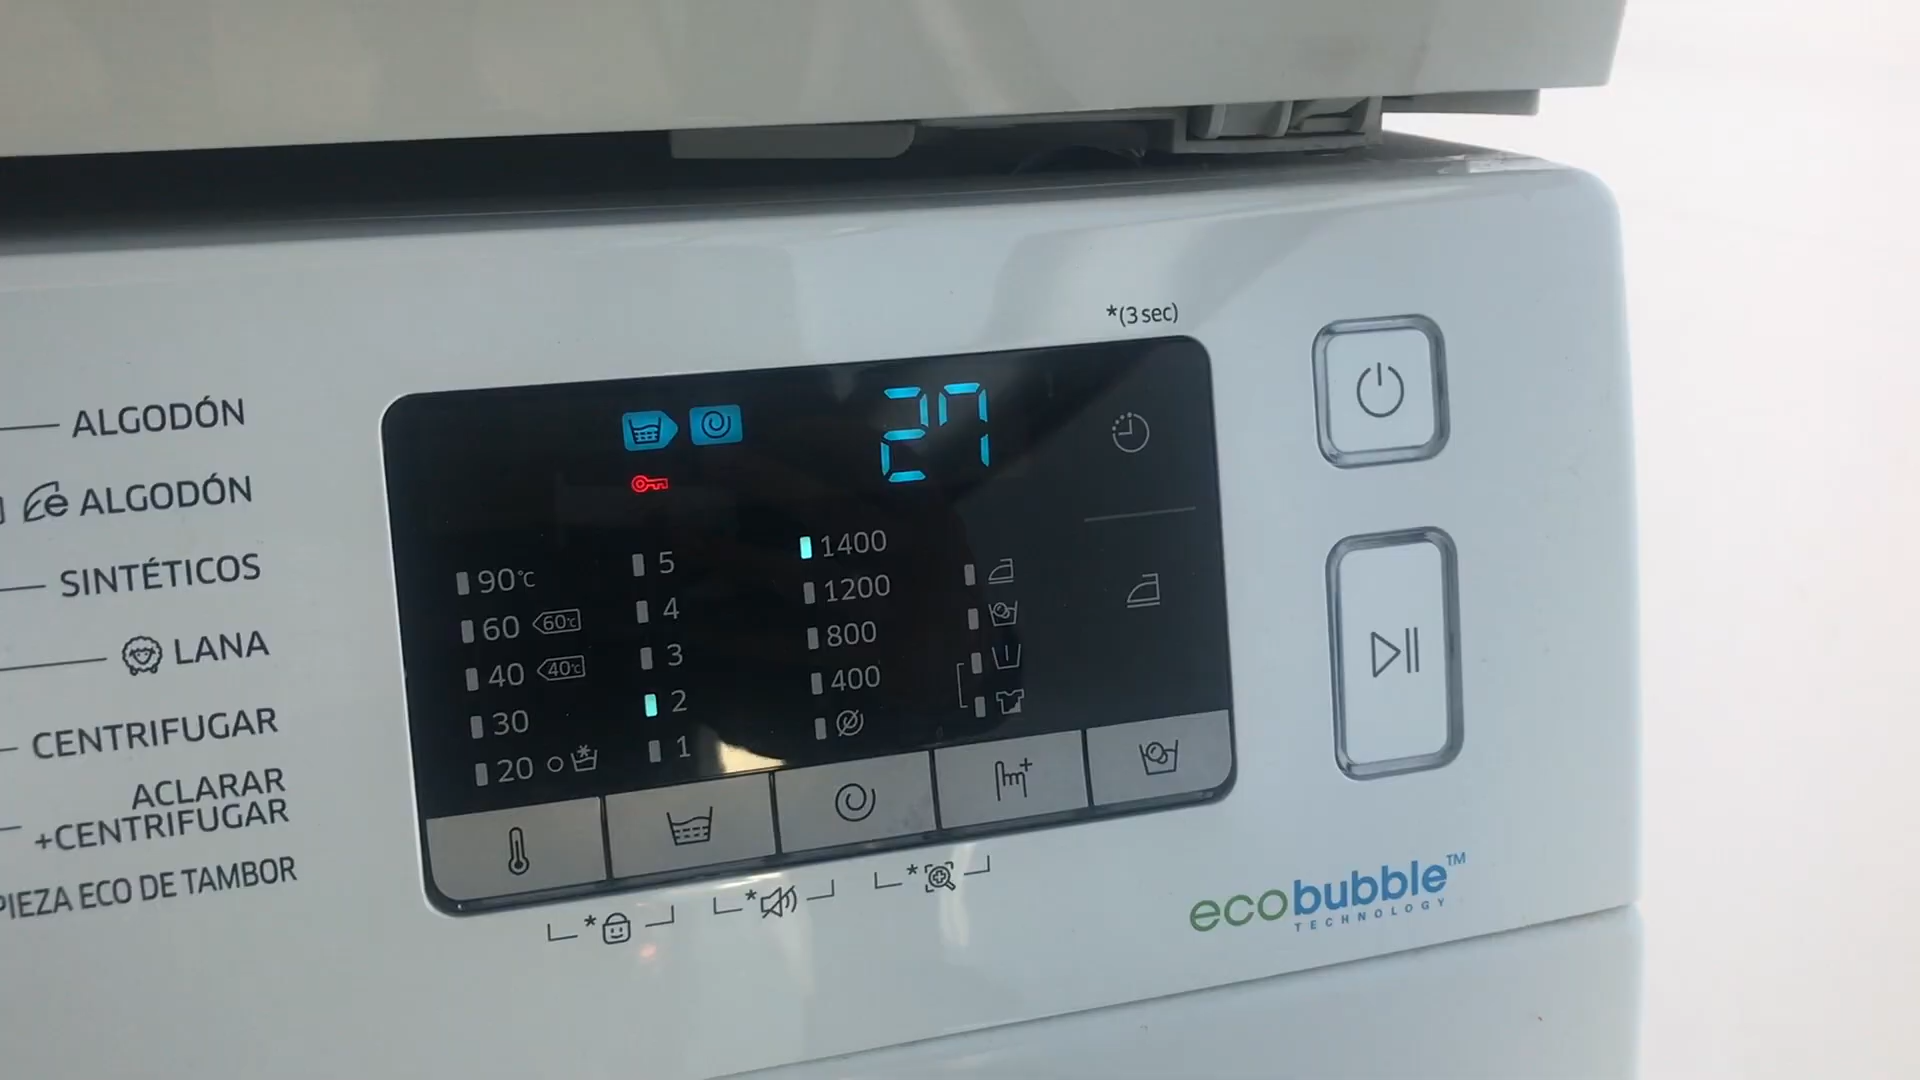 ALGODÓN
e ALGODÓN
SINTÉTICOS
LANA
CENTRIFUGAR
ACLARAR
+CENTRIFUGAR
PIEZA ECO DE TAMBOR
*(3 sec)
27
90°C
60 60°C
40 40°C
30
20
5
4
3
2
1
1400
1200
800
400
+
*
*
*
ecobubble™
TECHNOLOGY